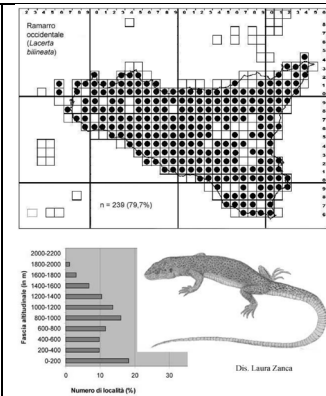 Ramarro
occidentale
(Lacerta
bilineata)
n = 239 (79,7%)
Fascia altitudinale (in m)
2000-2200
1800-2000
1600-1800
1400-1600
1200-1400
1000-1200
800-1000
600-800
400-600
200-400
0-200
0 10 20 30
Numero di località (%)
Dis. Laura Zanca